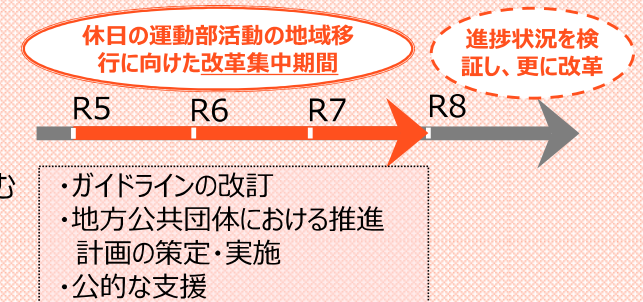 休日の運動部活動の地域移
行に向けた改革集中期間
進捗状況を検
証し、更に改革
R5 R6 R7 R8
む
・ガイドラインの改訂
・地方公共団体における推進
計画の策定・実施
・公的な支援